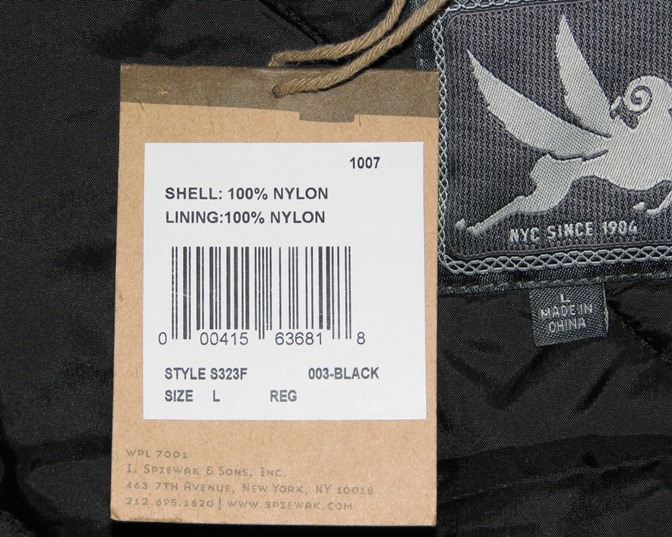 1007
SHELL: 100% NYLON
LINING:100% NYLON
0 00415 63681 8
STYLE S323F 003-BLACK
SIZE L REG
WPL 7001
I. SPIEWAK & SONS, INC.
463 7TH AVENUE, NEW YORK, NY 10018
212.695.1620 | WWW.SPIEWAK.COM
NYC SINCE 1904
L
MADE IN
CHINA